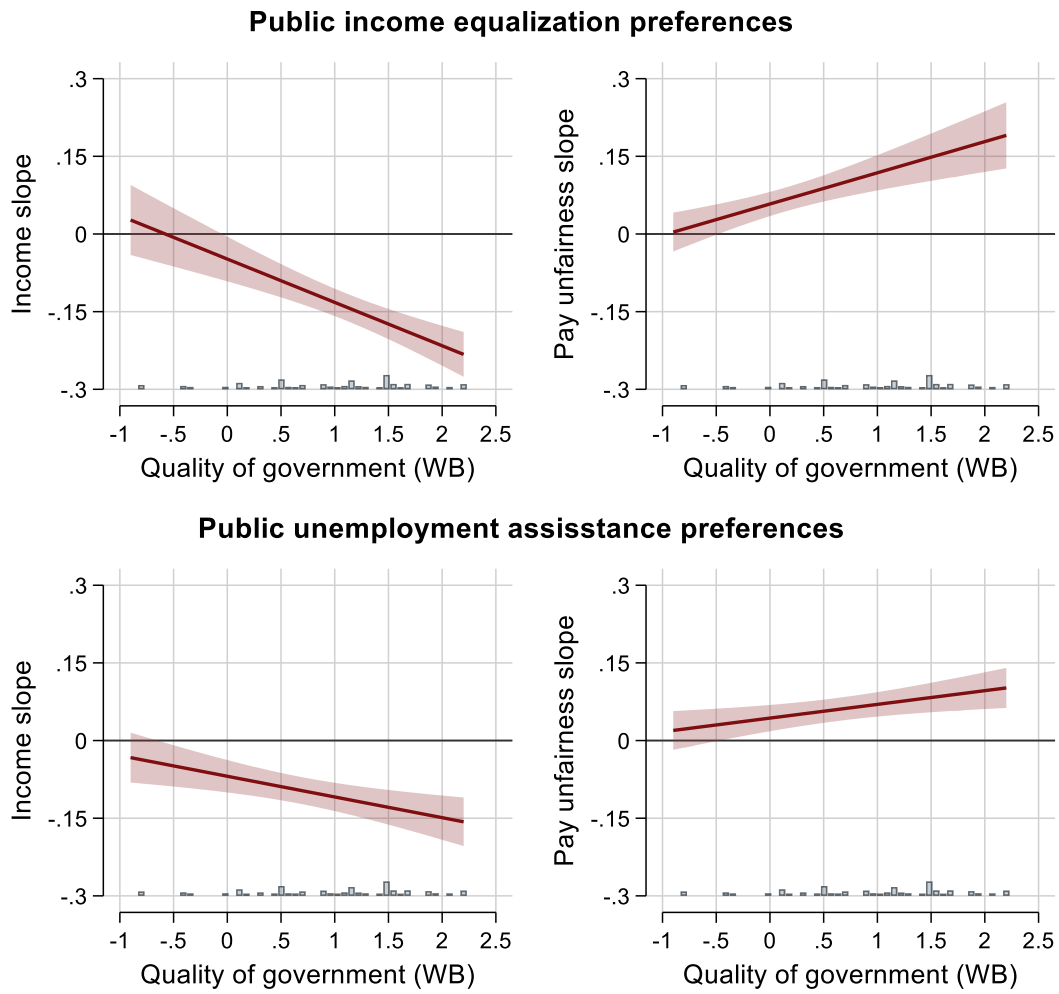 Public income equalization preferences
Income slope
.3
.15
0
-.15
-.3
-1 -.5 0 .5 1 1.5 2 2.5
Quality of government (WB)
Pay unfairness slope
.3
.15
0
-.15
-.3
-1 -.5 0 .5 1 1.5 2 2.5
Quality of government (WB)
Public unemployment assisstance preferences
Income slope
.3
.15
0
-.15
-.3
-1 -.5 0 .5 1 1.5 2 2.5
Quality of government (WB)
Pay unfairness slope
.3
.15
0
-.15
-.3
-1 -.5 0 .5 1 1.5 2 2.5
Quality of government (WB)